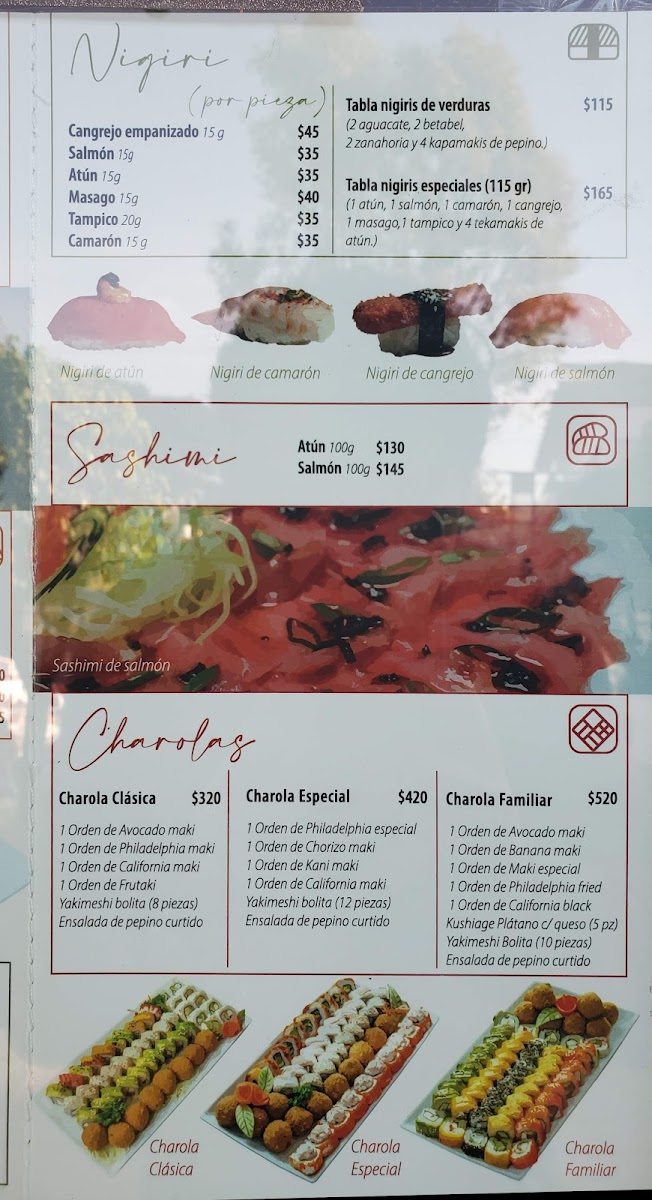 Nigiri
(por pieza)
Cangrejo empanizado 15 g $45
Salmón 15g $35
Atún 15g $35
Masago 15g $40
Tampico 20g $35
Camarón 15 g $35
Tabla nigiris de verduras $115
(2 aguacate, 2 betabel,
2 zanahoria y 4 kapamakis de pepino.)
Tabla nigiris especiales (115 gr) $165
(1 atún, 1 salmón, 1 camarón, 1 cangrejo,
1 masago,1 tampico y 4 tekamakis de
atún.)
Nigiri de atún
Nigiri de camarón
Nigiri de cangrejo
Nigiri de salmón
Sashimi
Atún 100g $130
Salmón 100g $145
Sashimi de salmón
Charolas
Charola Clásica $320
1 Orden de Avocado maki
1 Orden de Philadelphia maki
1 Orden de California maki
1 Orden de Frutaki
Yakimeshi bolita (8 piezas)
Ensalada de pepino curtido
Charola Especial $420
1 Orden de Philadelphia especial
1 Orden de Chorizo maki
1 Orden de Kani maki
1 Orden de California maki
Yakimeshi bolita (12 piezas)
Ensalada de pepino curtido
Charola Familiar $520
1 Orden de Avocado maki
1 Orden de Banana maki
1 Orden de Maki especial
1 Orden de Philadelphia fried
1 Orden de California black
Kushiage Plátano c/ queso (5 pz)
Yakimeshi Bolita (10 piezas)
Ensalada de pepino curtido
Charola
Clásica
Charola
Especial
Charola
Familiar